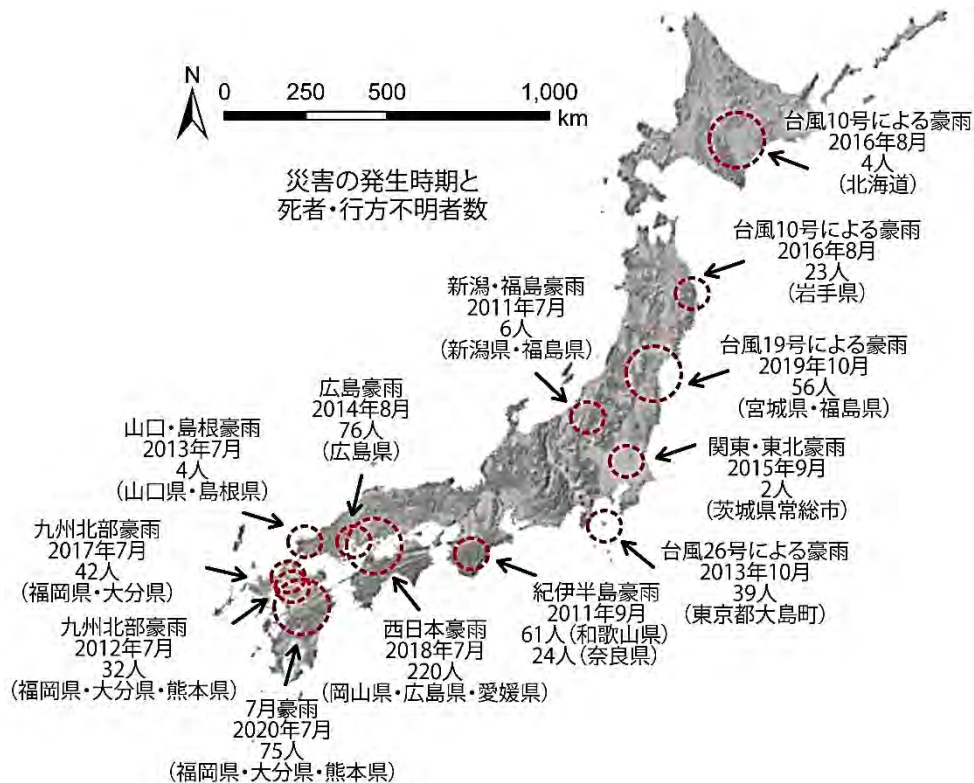 N
0 250 500 1,000
km
災害の発生時期と
死者・行方不明者数
台風10号による豪雨
2016年8月
4人
(北海道)
台風10号による豪雨
2016年8月
23人
(岩手県)
新潟・福島豪雨
2011年7月
6人
(新潟県・福島県)
台風19号による豪雨
2019年10月
56人
(宮城県・福島県)
広島豪雨
2014年8月
76人
(広島県)
山口・島根豪雨
2013年7月
4人
(山口県・島根県)
関東・東北豪雨
2015年9月
2人
(茨城県常総市)
九州北部豪雨
2017年7月
42人
(福岡県・大分県)
台風26号による豪雨
2013年10月
39人
(東京都大島町)
紀伊半島豪雨
2011年9月
61人(和歌山県)
24人(奈良県)
九州北部豪雨
2012年7月
32人
(福岡県・大分県・熊本県)
西日本豪雨
2018年7月
220人
(岡山県・広島県・愛媛県)
7月豪雨
2020年7月
75人
(福岡県・大分県・熊本県)